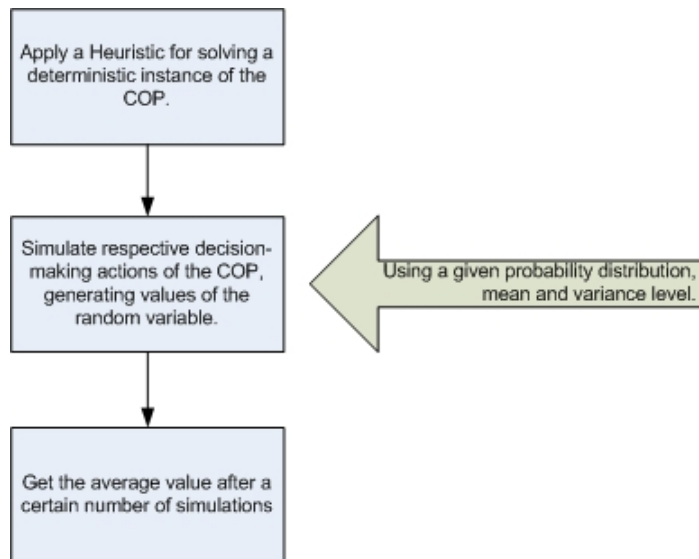 Apply a Heuristic for solving a
deterministic instance of the
COP.
Simulate respective decision-
making actions of the COP,
generating values of the
random variable.
Using a given probability distribution,
mean and variance level.
Get the average value after a
certain number of simulations